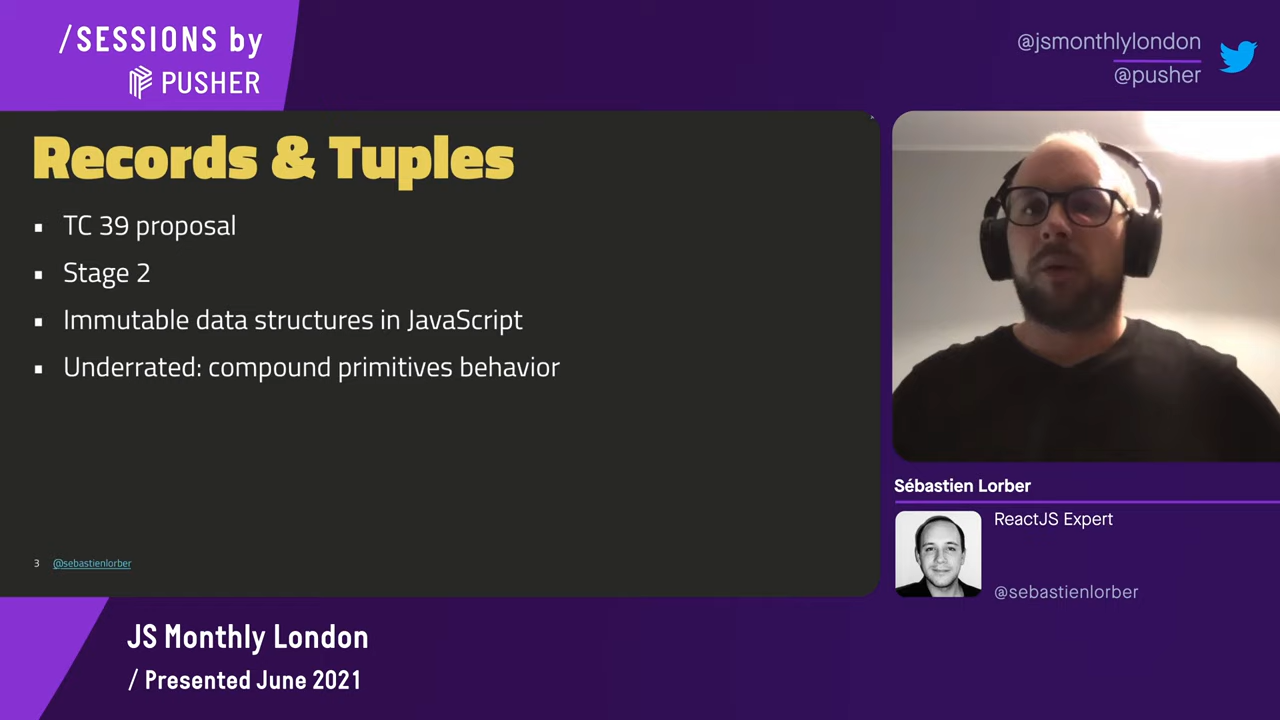 /SESSIONS by
PUSHER
@jsmonthlylondon
@pusher
Records & Tuples
▪ TC 39 proposal
▪ Stage 2
▪ Immutable data structures in JavaScript
▪ Underrated: compound primitives behavior
3 @sebastienlorber
Sébastien Lorber
ReactJS Expert
@sebastienlorber
JS Monthly London
/ Presented June 2021